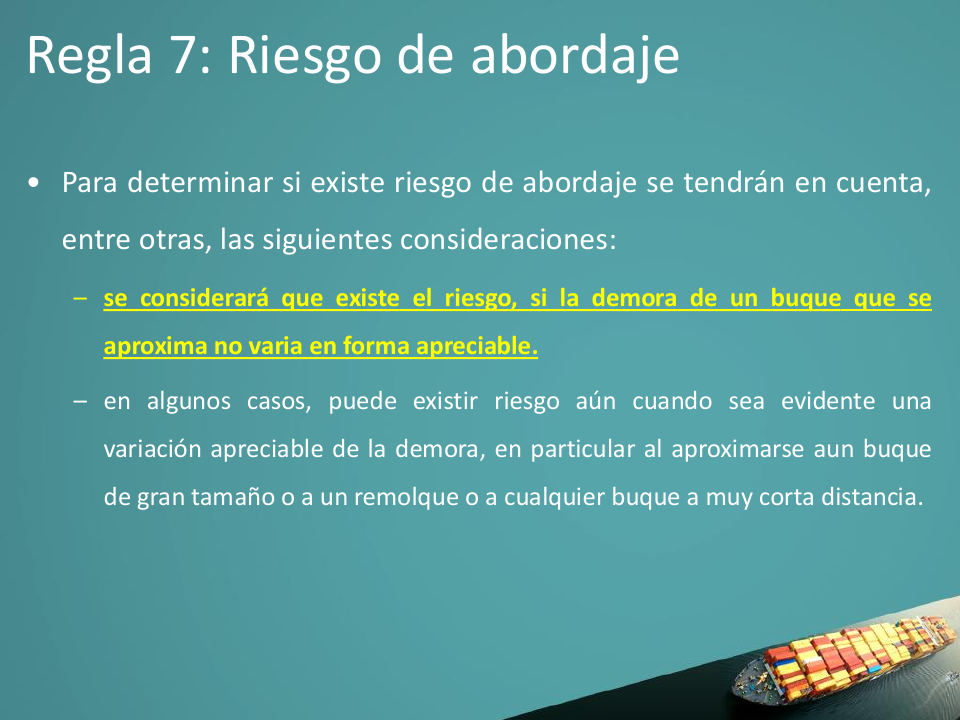 Regla 7: Riesgo de abordaje
• Para determinar si existe riesgo de abordaje se tendrán en cuenta,
entre otras, las siguientes consideraciones:
– se considerará que existe el riesgo, si la demora de un buque que se
aproxima no varia en forma apreciable.
– en algunos casos, puede existir riesgo aún cuando sea evidente una
variación apreciable de la demora, en particular al aproximarse aun buque
de gran tamaño o a un remolque o a cualquier buque a muy corta distancia.